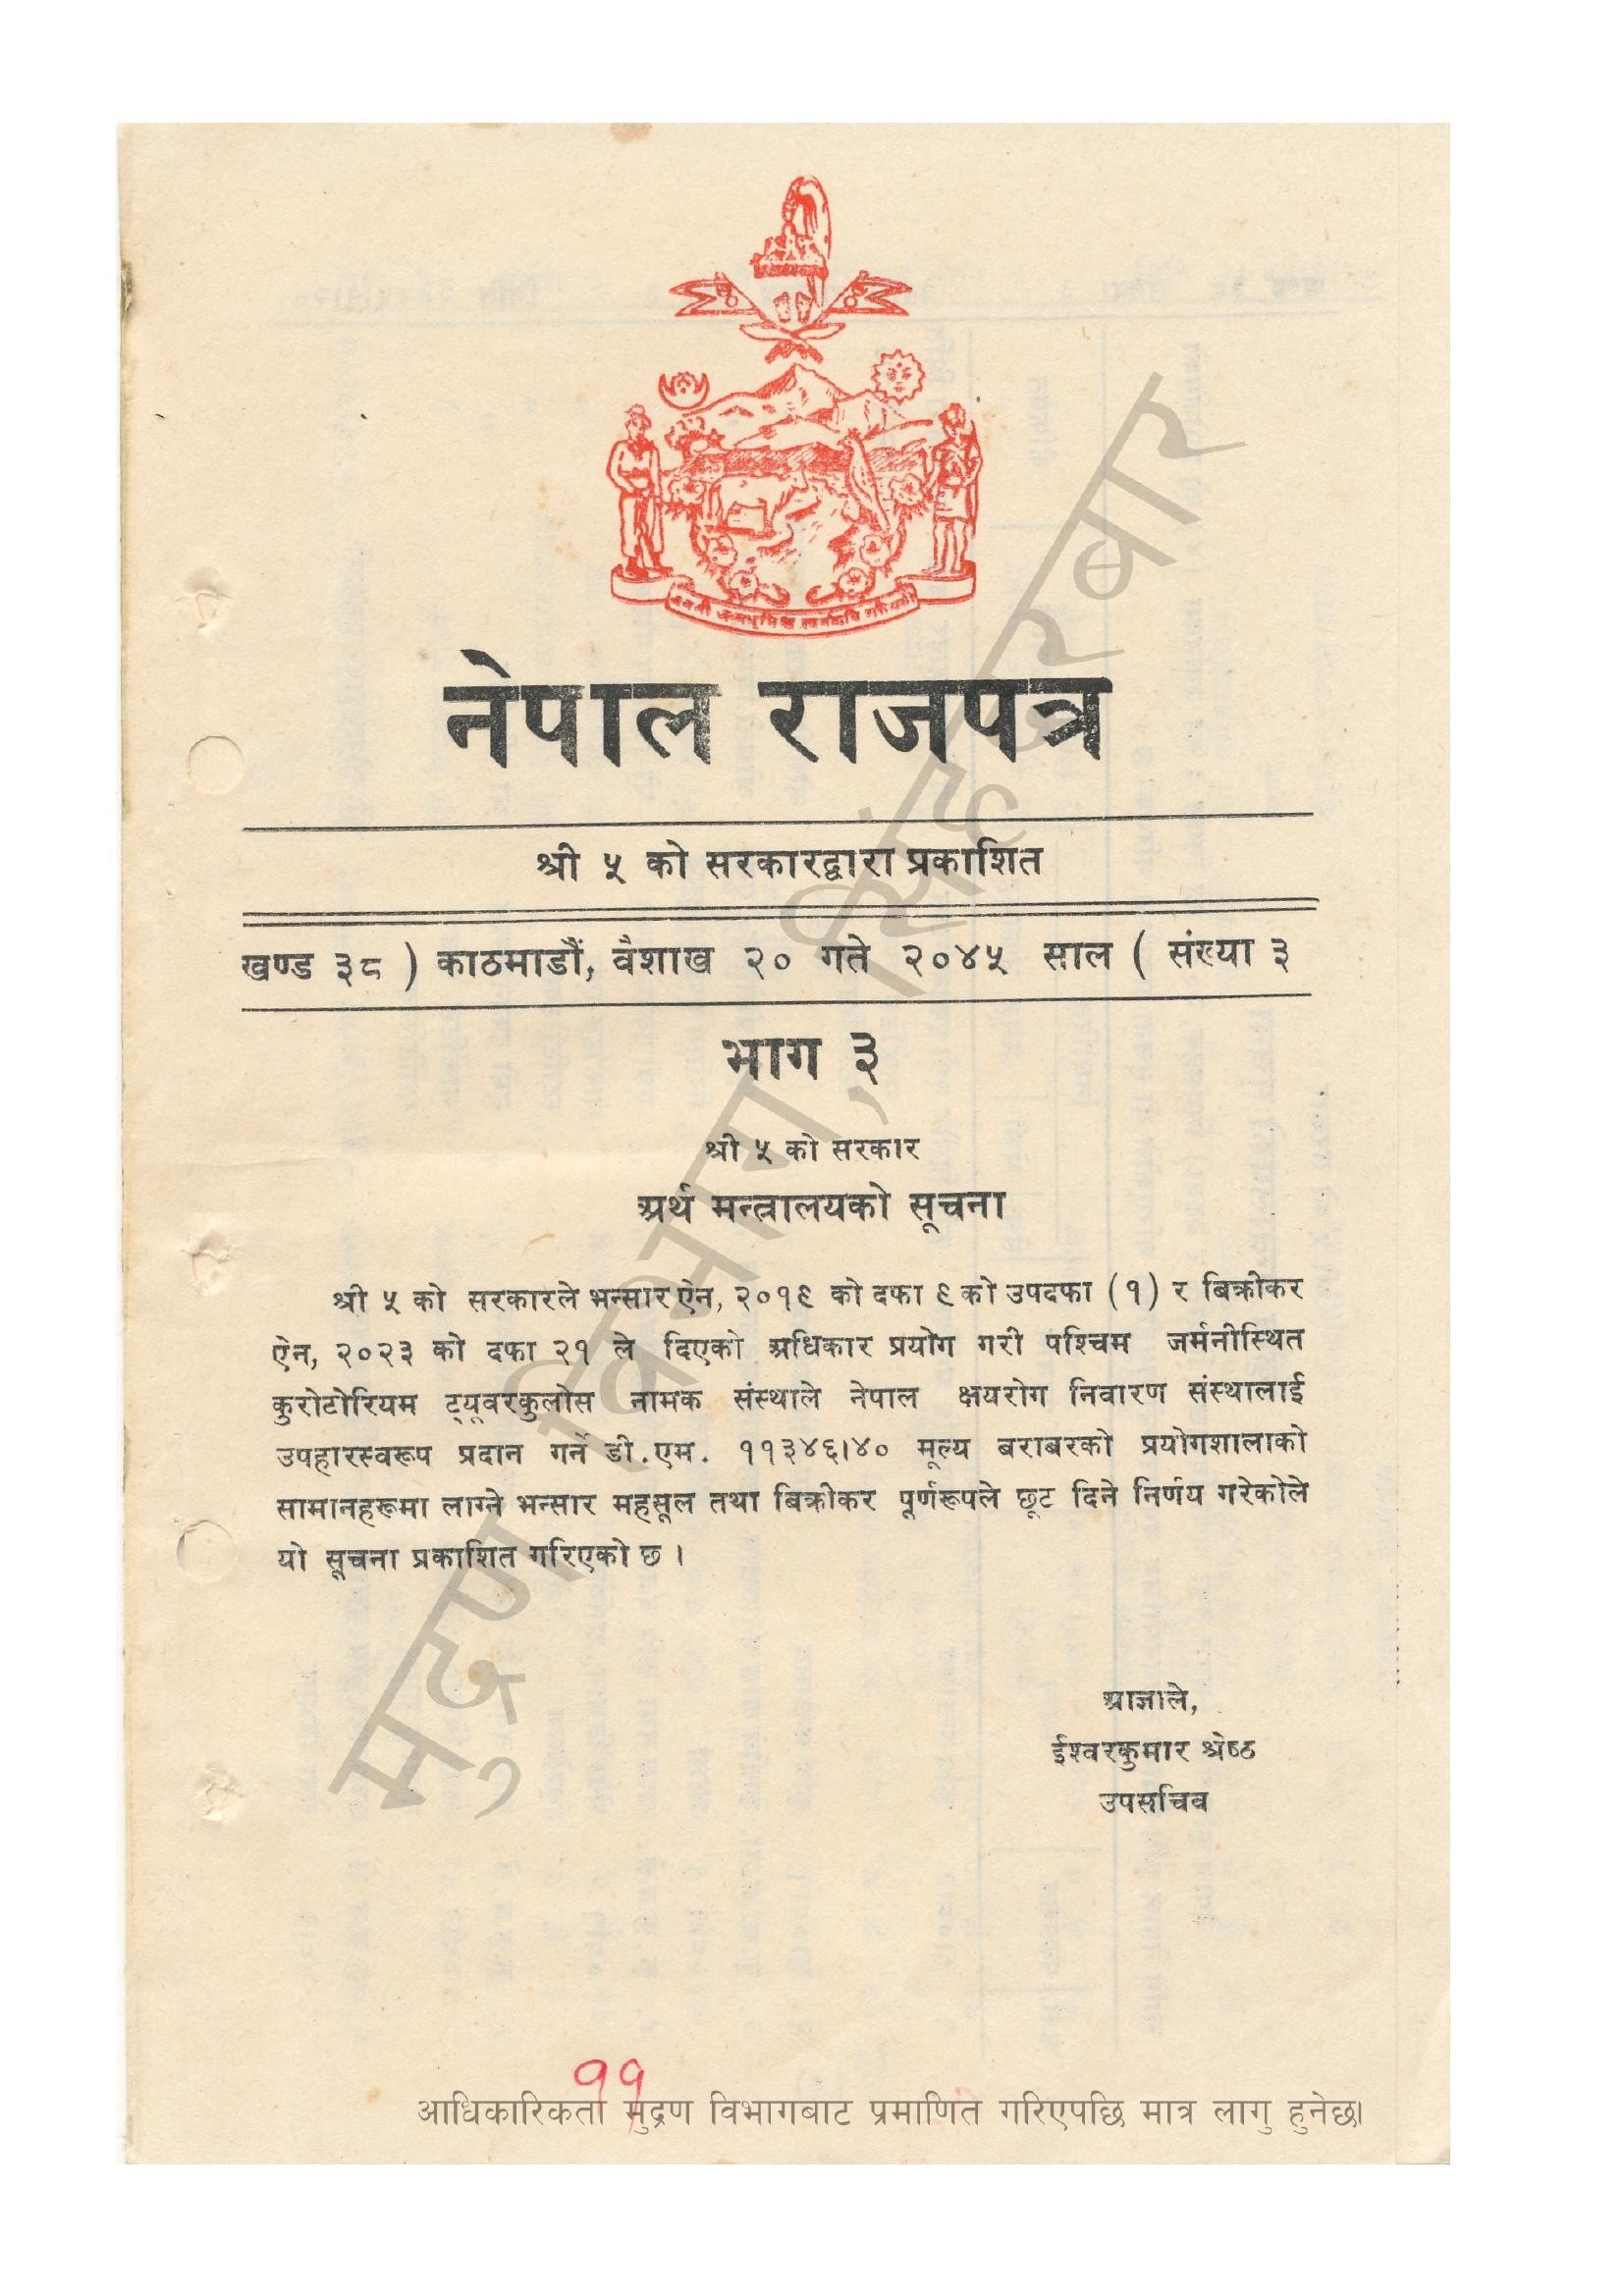 नेपाल राजपत्र
श्री ५ को सरकारद्वारा प्रकाशित
खण्ड ३८ ) काठमाडौं, वैशाख २० गते २०४५ साल ( संख्या ३
भाग ३
श्री ५ को सरकार
अर्थ मन्त्रालयको सूचना
श्री ५ को सरकारले भन्सार ऐन, २०१९ को दफा ९ को उपदफा (१) र बिक्रीकर
ऐन, २०२३ को दफा २१ ले दिएको अधिकार प्रयोग गरी पश्चिम जर्मनीस्थित
कुरोटोरियम ट्यूवरकुलोस नामक संस्थाले नेपाल क्षयरोग निवारण संस्थालाई
उपहारस्वरूप प्रदान गर्ने डी.एम. ११३४६।४० मूल्य बराबरको प्रयोगशालाको
सामानहरूमा लाग्ने भन्सार महसूल तथा बिक्रीकर पूर्णरूपले छूट दिने निर्णय गरेकोले
यो सूचना प्रकाशित गरिएको छ ।
आज्ञाले,
ईश्वरकुमार श्रेष्ठ
उपसचिव
मुद्रण विभाग, सिंहदरबार
११
आधिकारिकता मुद्रण विभागबाट प्रमाणित गरिएपछि मात्र लागु हुनेछ।